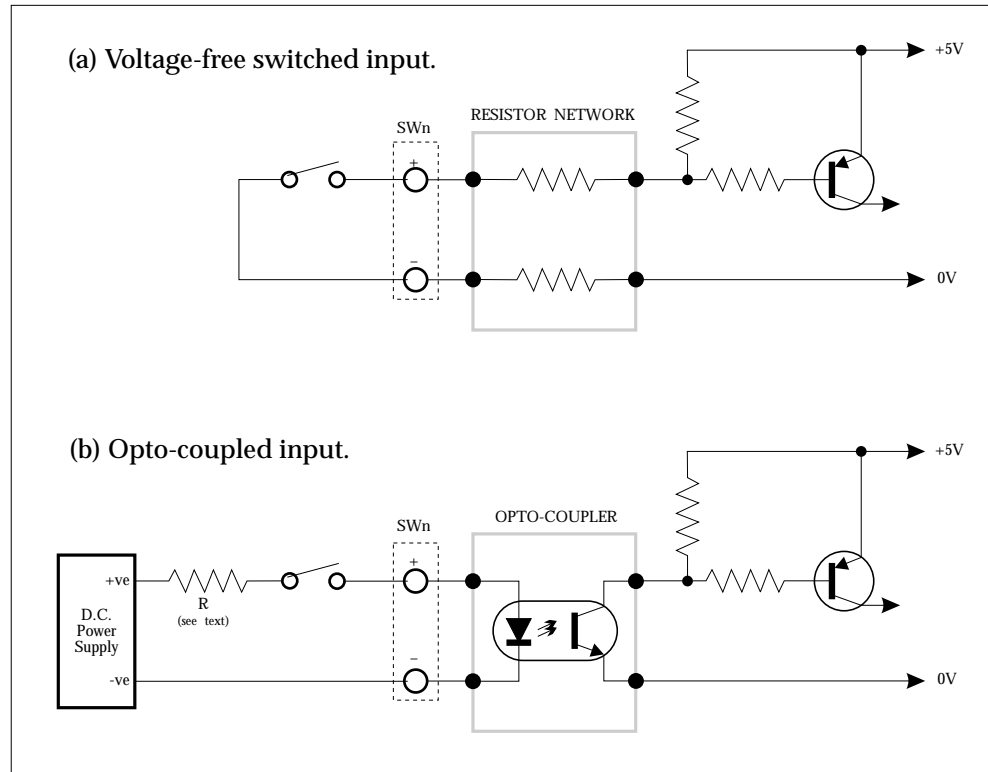 (a) Voltage-free switched input.
+5V
RESISTOR NETWORK
SWn
+
−
0V
(b) Opto-coupled input.
+5V
OPTO-COUPLER
SWn
+ve
+
R
(see text)
D.C.
Power
Supply
−
-ve
0V